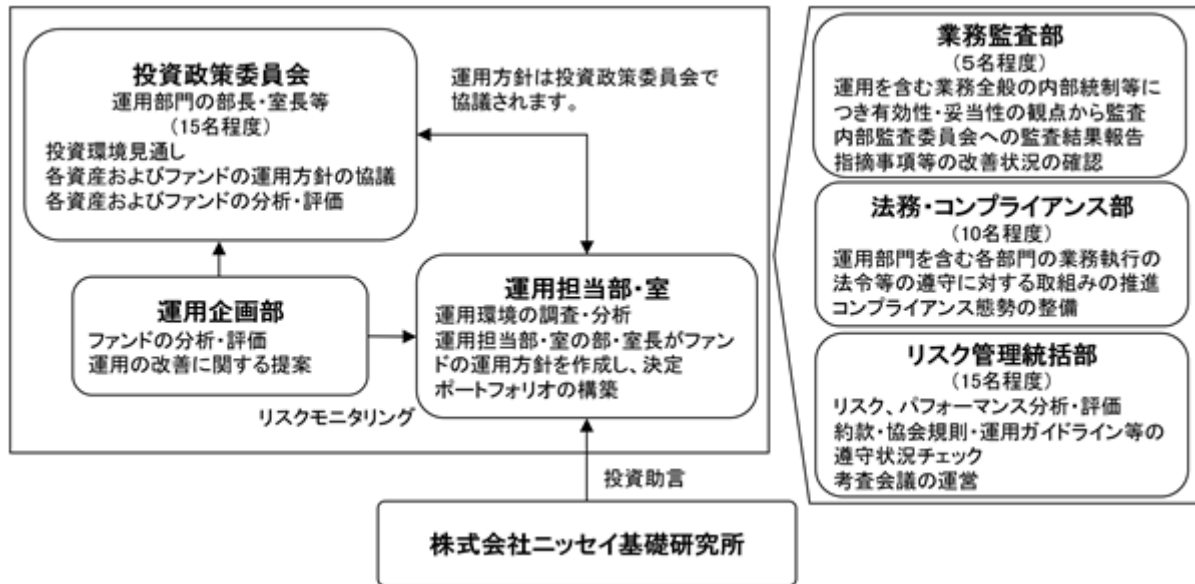 投資政策委員会
運用部門の部長・室長等
(15名程度)
投資環境見通し
各資産およびファンドの運用方針の協議
各資産およびファンドの分析・評価
運用方針は投資政策委員会で
協議されます。
運用企画部
ファンドの分析・評価
運用の改善に関する提案
リスクモニタリング
運用担当部・室
運用環境の調査・分析
運用担当部・室の部・室長がファン
ドの運用方針を作成し、決定
ポートフォリオの構築
投資助言
株式会社ニッセイ基礎研究所
業務監査部
(5名程度)
運用を含む業務全般の内部統制等に
つき有効性・妥当性の観点から監査
内部監査委員会への監査結果報告
指摘事項等の改善状況の確認
法務・コンプライアンス部
(10名程度)
運用部門を含む各部門の業務執行の
法令等の遵守に対する取組みの推進
コンプライアンス態勢の整備
リスク管理統括部
(15名程度)
リスク、パフォーマンス分析・評価
約款・協会規則・運用ガイドライン等の
遵守状況チェック
考査会議の運営